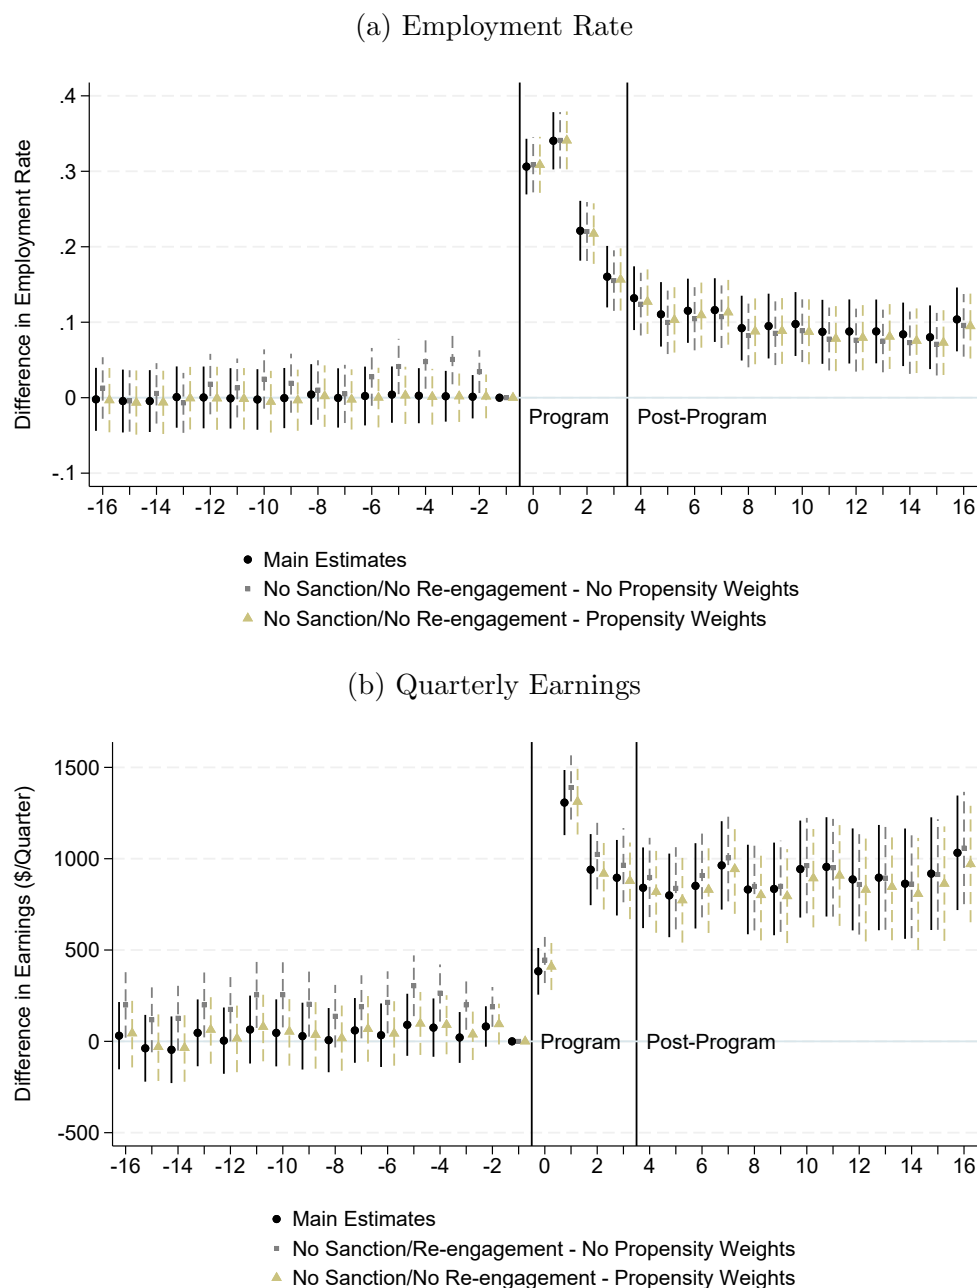 (a) Employment Rate
Difference in Employment Rate
.4
.3
.2
.1
0
-.1
Program
Post-Program
-16 -14 -12 -10 -8 -6 -4 -2 0 2 4 6 8 10 12 14 16
Main Estimates
No Sanction/No Re-engagement - No Propensity Weights
No Sanction/No Re-engagement - Propensity Weights
(b) Quarterly Earnings
Difference in Earnings ($/Quarter)
1500
1000
500
0
-500
Program
Post-Program
-16 -14 -12 -10 -8 -6 -4 -2 0 2 4 6 8 10 12 14 16
Main Estimates
No Sanction/Re-engagement - No Propensity Weights
No Sanction/No Re-engagement - Propensity Weights